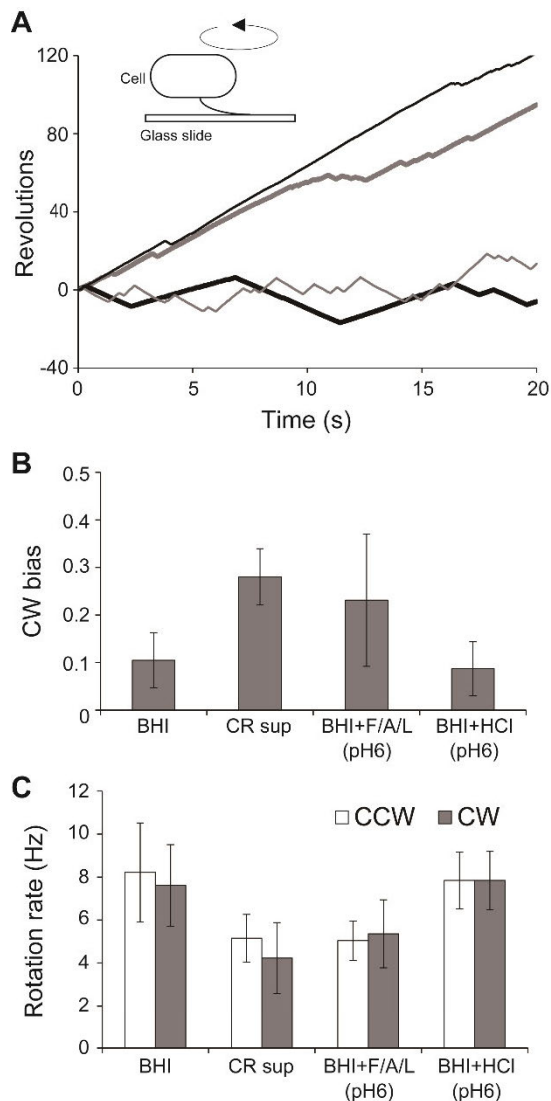 A
120
Cell
80
Glass slide
Revolutions
40
0
-40
0 5 10 15 20
Time (s)
B
0.5
0.4
0.3
0.2
0.1
0
CW bias
BHI CR sup BHI+F/A/L BHI+HCl
(pH6) (pH6)
C
12
10
8
6
4
2
0
Rotation rate (Hz)
CCW CW
BHI CR sup BHI+F/A/L BHI+HCl
(pH6) (pH6)